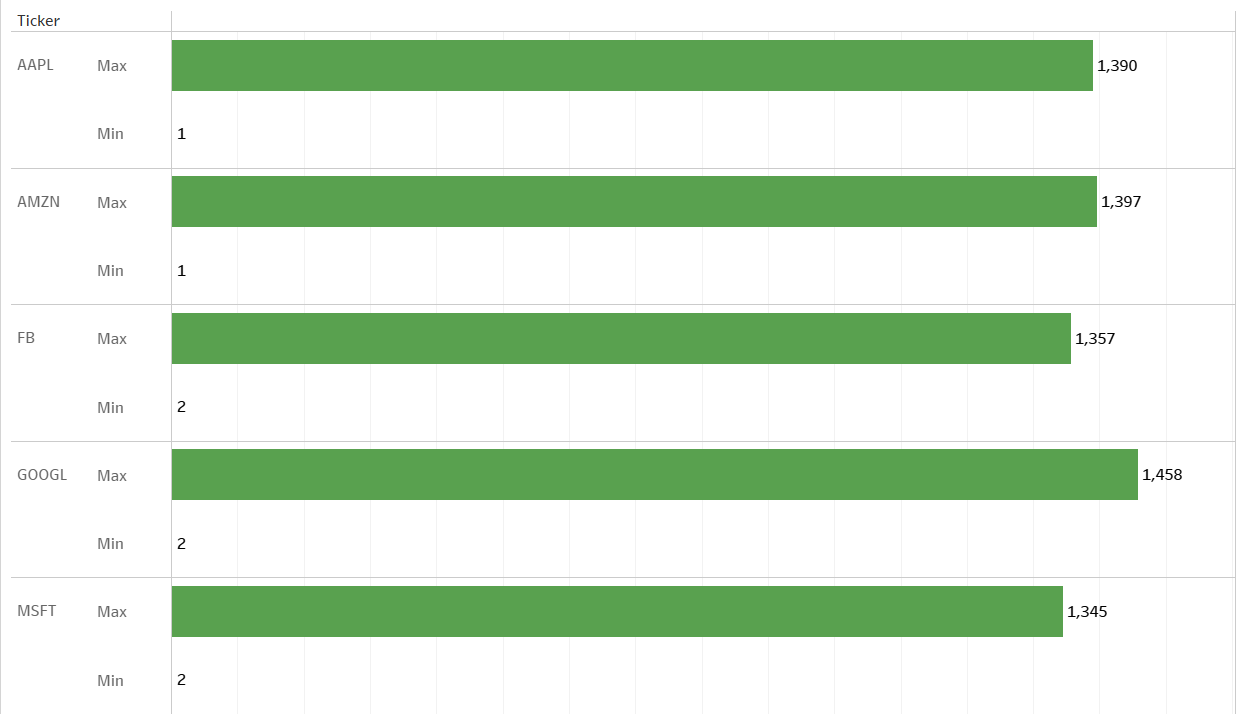 Ticker
AAPL Max 1,390
Min 1
AMZN Max 1,397
Min 1
FB Max 1,357
Min 2
GOOGL Max 1,458
Min 2
MSFT Max 1,345
Min 2